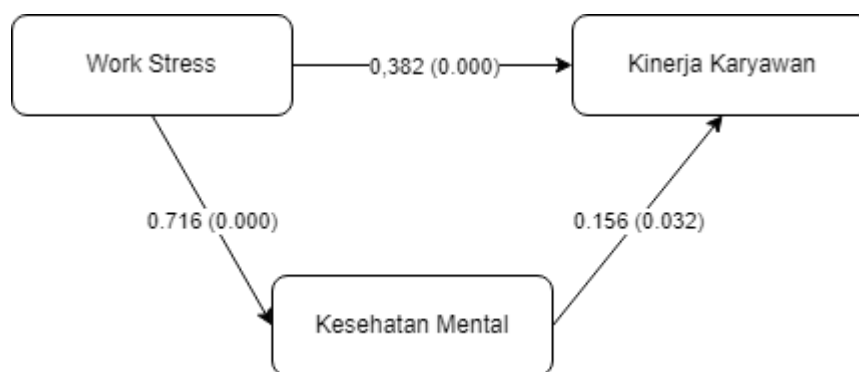 Work Stress
0,382 (0.000)
Kinerja Karyawan
0.716 (0.000)
0.156 (0.032)
Kesehatan Mental